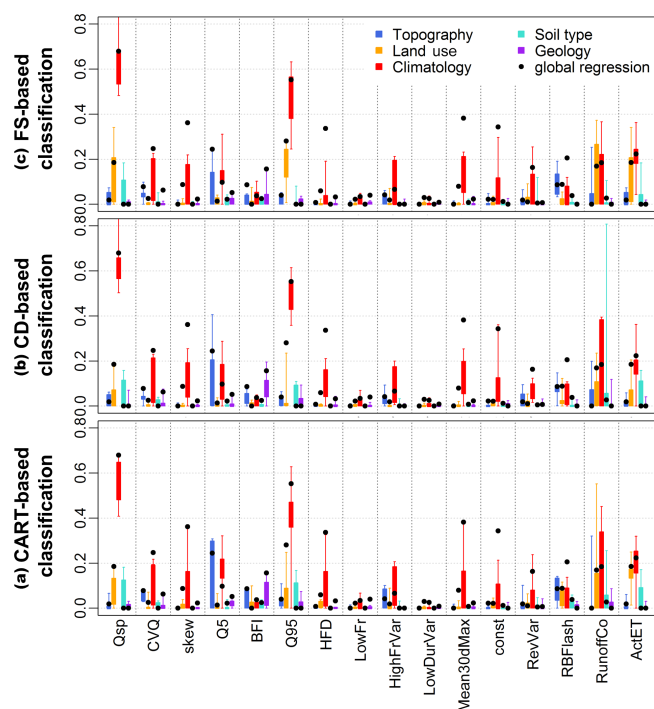 (c) FS-based
classification
0.8
0.6
0.4
0.2
0.0
Topography
Land use
Climatology
Soil type
Geology
global regression
(b) CD-based
classification
0.8
0.6
0.4
0.2
0.0
(a) CART-based
classification
0.8
0.6
0.4
0.2
0.0
Qsp
CVQ
skew
Q5
BFI
Q95
HFD
LowFr
HighFrVar
LowDurVar
Mean30dMax
const
RevVar
RBFlash
RunoffCo
ActET